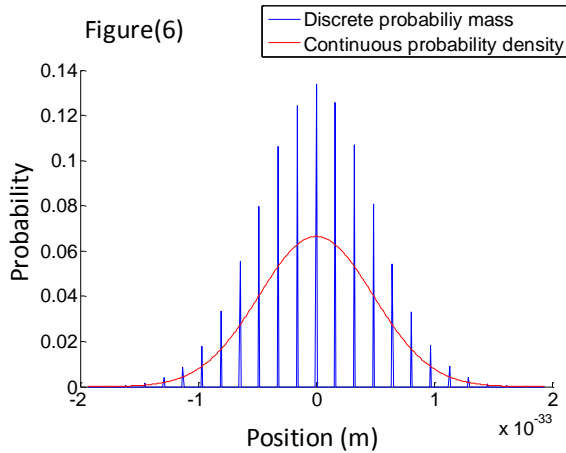 Figure(6)
Discrete probabiliy mass
Continuous probability density
0.14
0.12
0.1
0.08
0.06
0.04
0.02
0
Probability
-2 -1 0 1 2
x 10^-33
Position (m)